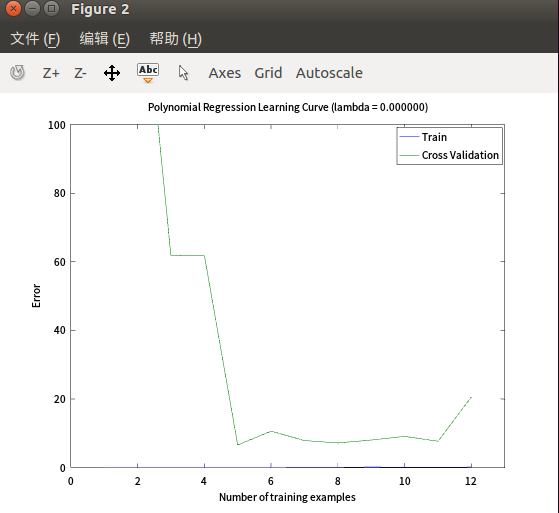 Figure 2
文件 (F) 编辑 (E) 帮助 (H)
Z+ Z- Abc Axes Grid Autoscale
Polynomial Regression Learning Curve (lambda = 0.000000)
100
80
60
40
20
0
Error
Train
Cross Validation
0 2 4 6 8 10 12
Number of training examples